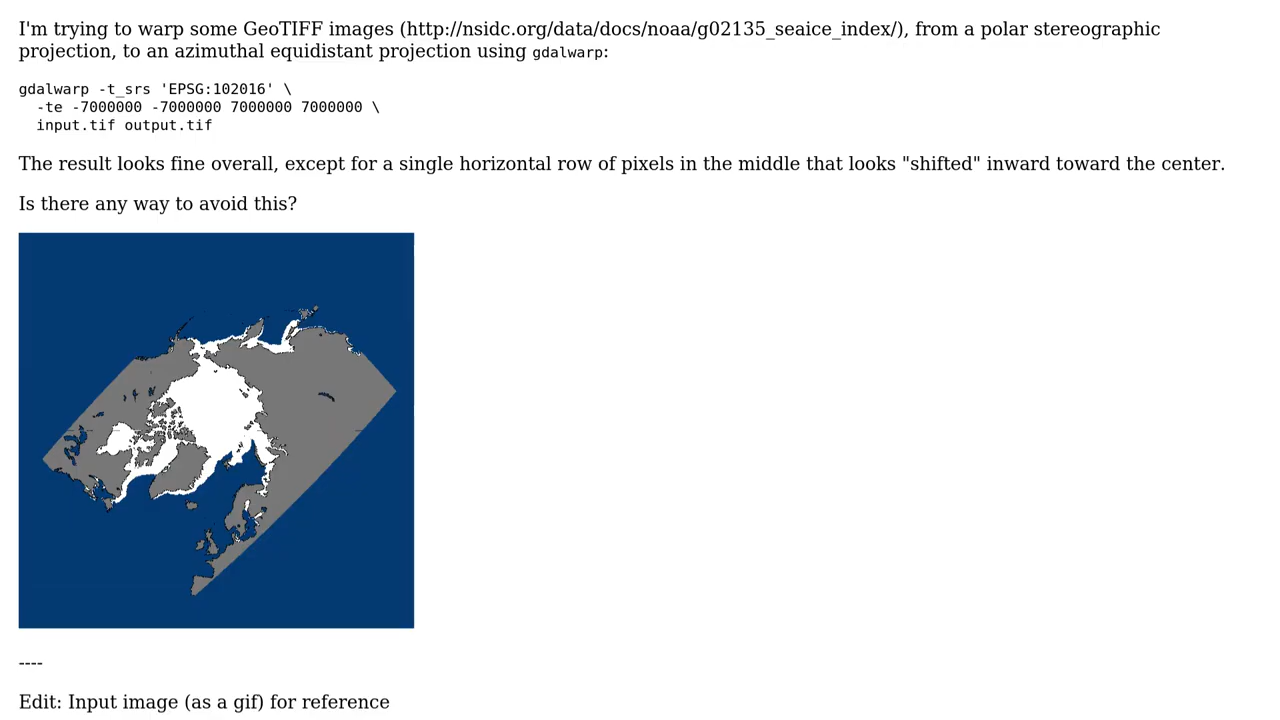 I'm trying to warp some GeoTIFF images (http://nsidc.org/data/docs/noaa/g02135_seaice_index/), from a polar stereographic
projection, to an azimuthal equidistant projection using gdalwarp:
gdalwarp -t_srs 'EPSG:102016' \
-te -7000000 -7000000 7000000 7000000 \
input.tif output.tif
The result looks fine overall, except for a single horizontal row of pixels in the middle that looks "shifted" inward toward the center.
Is there any way to avoid this?
----
Edit: Input image (as a gif) for reference